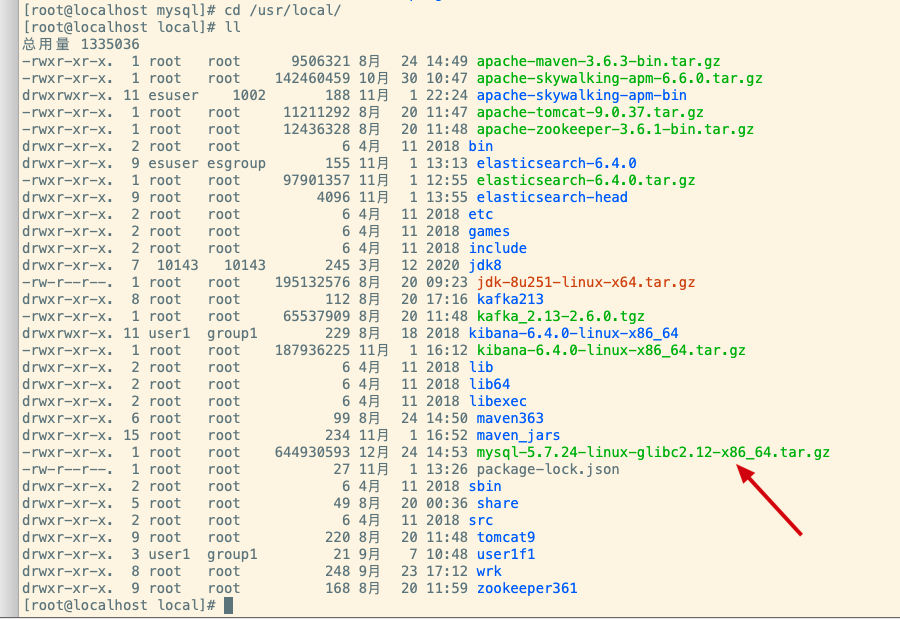 [root@localhost mysql]# cd /usr/local/
[root@localhost local]# ll
总用量 1335036
-rwxr-xr-x. 1 root root 9506321 8月 24 14:49 apache-maven-3.6.3-bin.tar.gz
-rwxr-xr-x. 1 root root 142460459 10月 30 10:47 apache-skywalking-apm-6.6.0.tar.gz
drwxrwxr-x. 11 esuser 1002 188 11月 1 22:24 apache-skywalking-apm-bin
-rwxr-xr-x. 1 root root 11211292 8月 20 11:47 apache-tomcat-9.0.37.tar.gz
-rwxr-xr-x. 1 root root 12436328 8月 20 11:48 apache-zookeeper-3.6.1-bin.tar.gz
drwxr-xr-x. 2 root root 6 4月 11 2018 bin
drwxr-xr-x. 9 esuser esgroup 155 11月 1 13:13 elasticsearch-6.4.0
-rwxr-xr-x. 1 root root 97901357 11月 1 12:55 elasticsearch-6.4.0.tar.gz
drwxr-xr-x. 9 root root 4096 11月 1 13:55 elasticsearch-head
drwxr-xr-x. 2 root root 6 4月 11 2018 etc
drwxr-xr-x. 2 root root 6 4月 11 2018 games
drwxr-xr-x. 2 root root 6 4月 11 2018 include
drwxr-xr-x. 7 10143 10143 245 3月 12 2020 jdk8
-rw-r--r--. 1 root root 195132576 8月 20 09:23 jdk-8u251-linux-x64.tar.gz
drwxr-xr-x. 8 root root 112 8月 20 17:16 kafka213
-rwxr-xr-x. 1 root root 65537909 8月 20 11:48 kafka_2.13-2.6.0.tgz
drwxrwxr-x. 11 user1 group1 229 8月 18 2018 kibana-6.4.0-linux-x86_64
-rwxr-xr-x. 1 root root 187936225 11月 1 16:12 kibana-6.4.0-linux-x86_64.tar.gz
drwxr-xr-x. 2 root root 6 4月 11 2018 lib
drwxr-xr-x. 2 root root 6 4月 11 2018 lib64
drwxr-xr-x. 2 root root 6 4月 11 2018 libexec
drwxr-xr-x. 6 root root 99 8月 24 14:50 maven363
drwxr-xr-x. 15 root root 234 11月 1 16:52 maven_jars
-rwxr-xr-x. 1 root root 644930593 12月 24 14:53 mysql-5.7.24-linux-glibc2.12-x86_64.tar.gz
-rw-r--r--. 1 root root 27 11月 1 13:26 package-lock.json
drwxr-xr-x. 2 root root 6 4月 11 2018 sbin
drwxr-xr-x. 5 root root 49 8月 20 00:36 share
drwxr-xr-x. 2 root root 6 4月 11 2018 src
drwxr-xr-x. 9 root root 220 8月 20 11:48 tomcat9
drwxr-xr-x. 3 user1 group1 21 9月 7 10:48 user1f1
drwxr-xr-x. 8 root root 248 9月 23 17:12 wrk
drwxr-xr-x. 9 root root 168 8月 20 11:59 zookeeper361
[root@localhost local]#